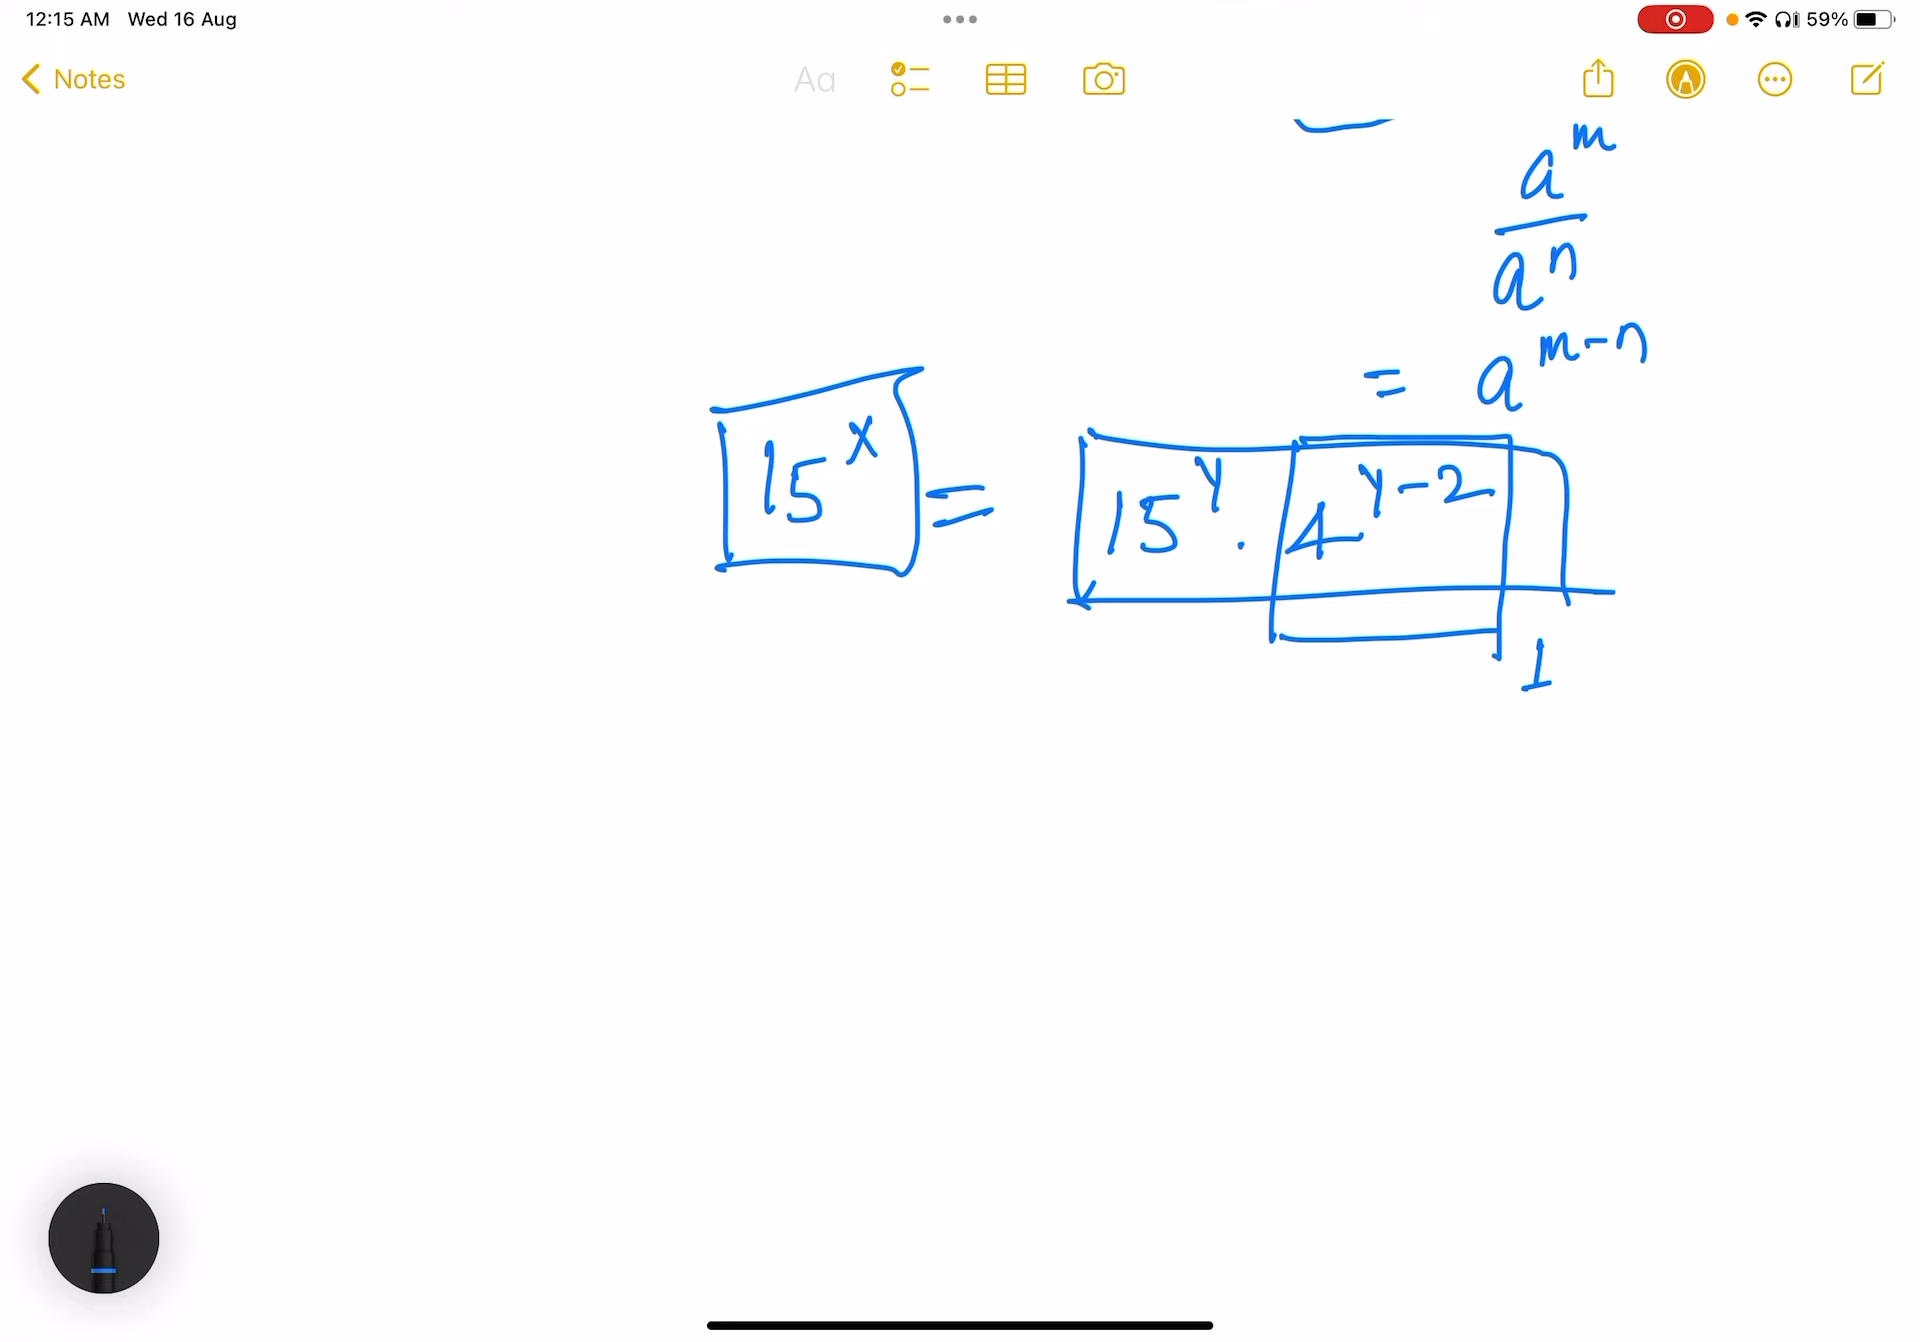 12:15 AM Wed 16 Aug
59%
Notes
Aa
a^m
a^n
= a^{m-n}
15^x = 15^y . 4^{y-2}
1